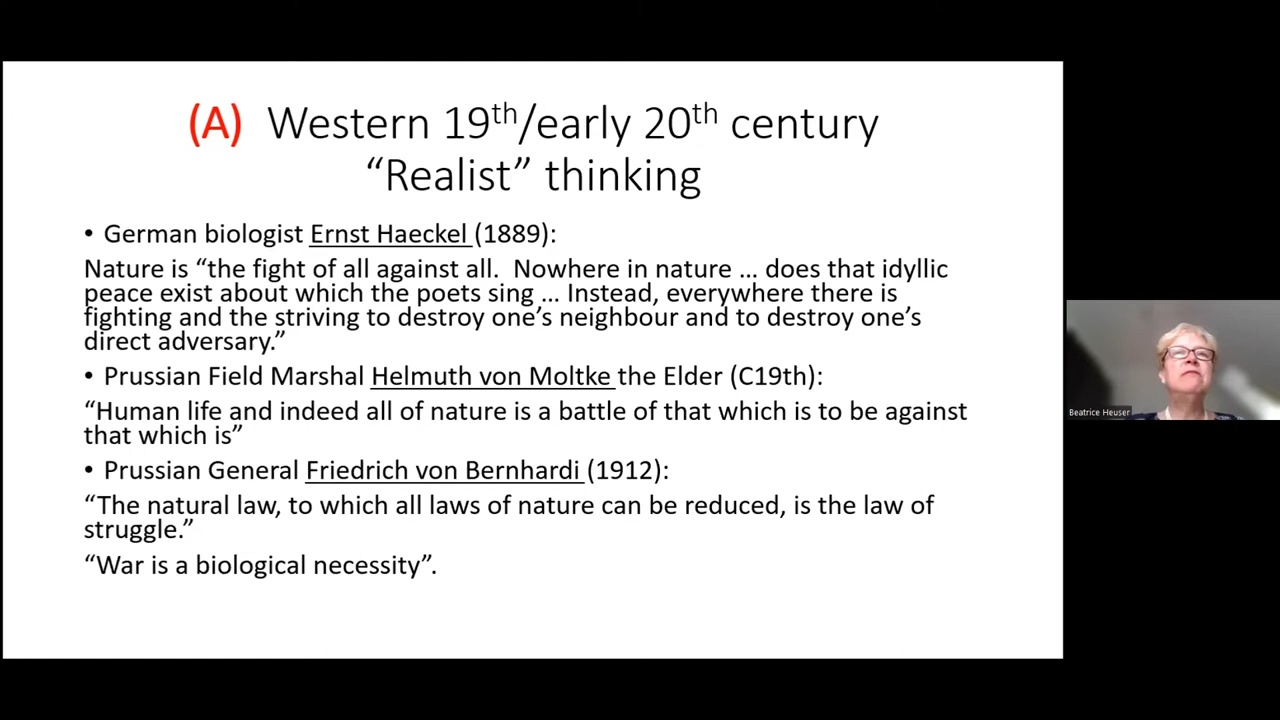 (A) Western 19th/early 20th century
“Realist” thinking
• German biologist Ernst Haeckel (1889):
Nature is “the fight of all against all. Nowhere in nature … does that idyllic
peace exist about which the poets sing … Instead, everywhere there is
fighting and the striving to destroy one’s neighbour and to destroy one’s
direct adversary.”
• Prussian Field Marshal Helmuth von Moltke the Elder (C19th):
“Human life and indeed all of nature is a battle of that which is to be against
that which is”
• Prussian General Friedrich von Bernhardi (1912):
“The natural law, to which all laws of nature can be reduced, is the law of
struggle.”
“War is a biological necessity”.
Beatrice Heuser